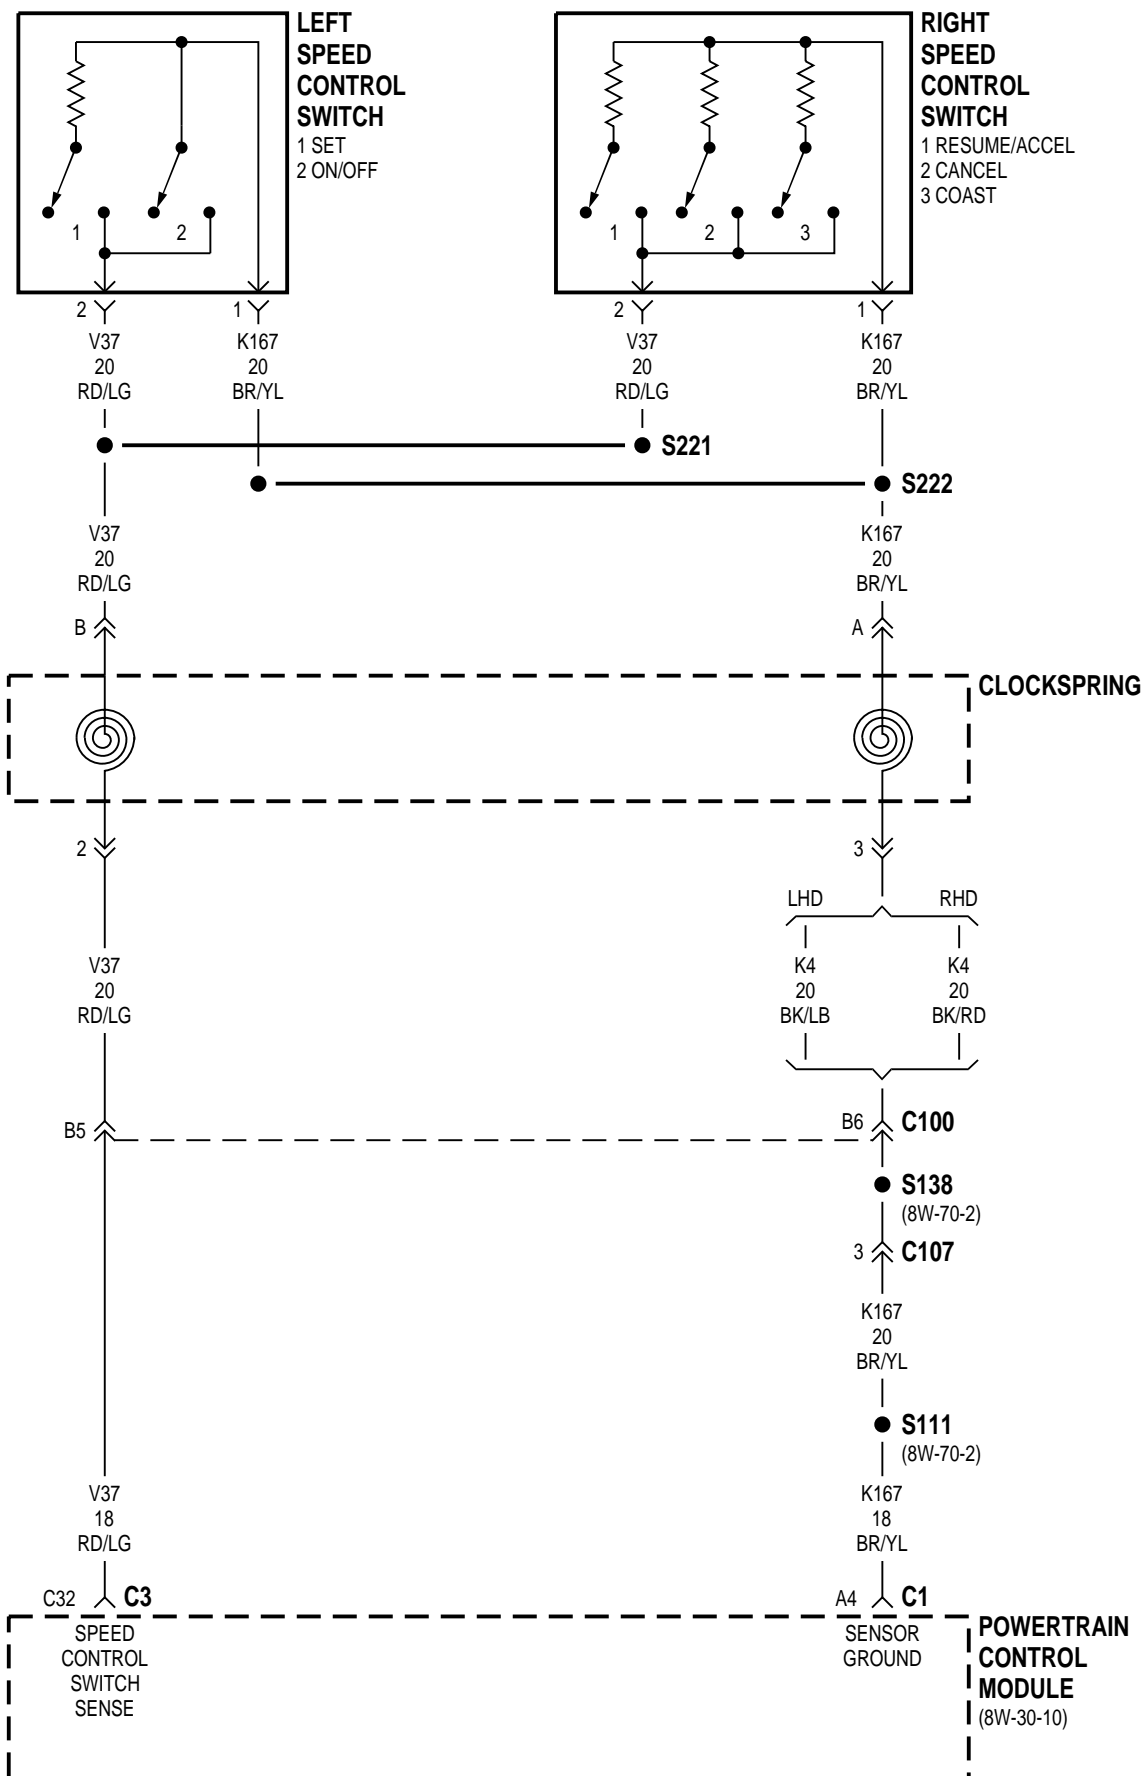 LEFT
SPEED
CONTROL
SWITCH
1 SET
2 ON/OFF
RIGHT
SPEED
CONTROL
SWITCH
1 RESUME/ACCEL
2 CANCEL
3 COAST
1
2
1
2
3
2
1
2
1
V37
20
RD/LG
K167
20
BR/YL
V37
20
RD/LG
K167
20
BR/YL
S221
S222
V37
20
RD/LG
K167
20
BR/YL
B
A
CLOCKSPRING
2
3
LHD
RHD
V37
20
RD/LG
K4
20
BK/LB
K4
20
BK/RD
B5
B6
C100
S138
(8W-70-2)
3
C107
K167
20
BR/YL
S111
(8W-70-2)
V37
18
RD/LG
K167
18
BR/YL
C32
C3
A4
C1
SPEED
CONTROL
SWITCH
SENSE
SENSOR
GROUND
POWERTRAIN
CONTROL
MODULE
(8W-30-10)